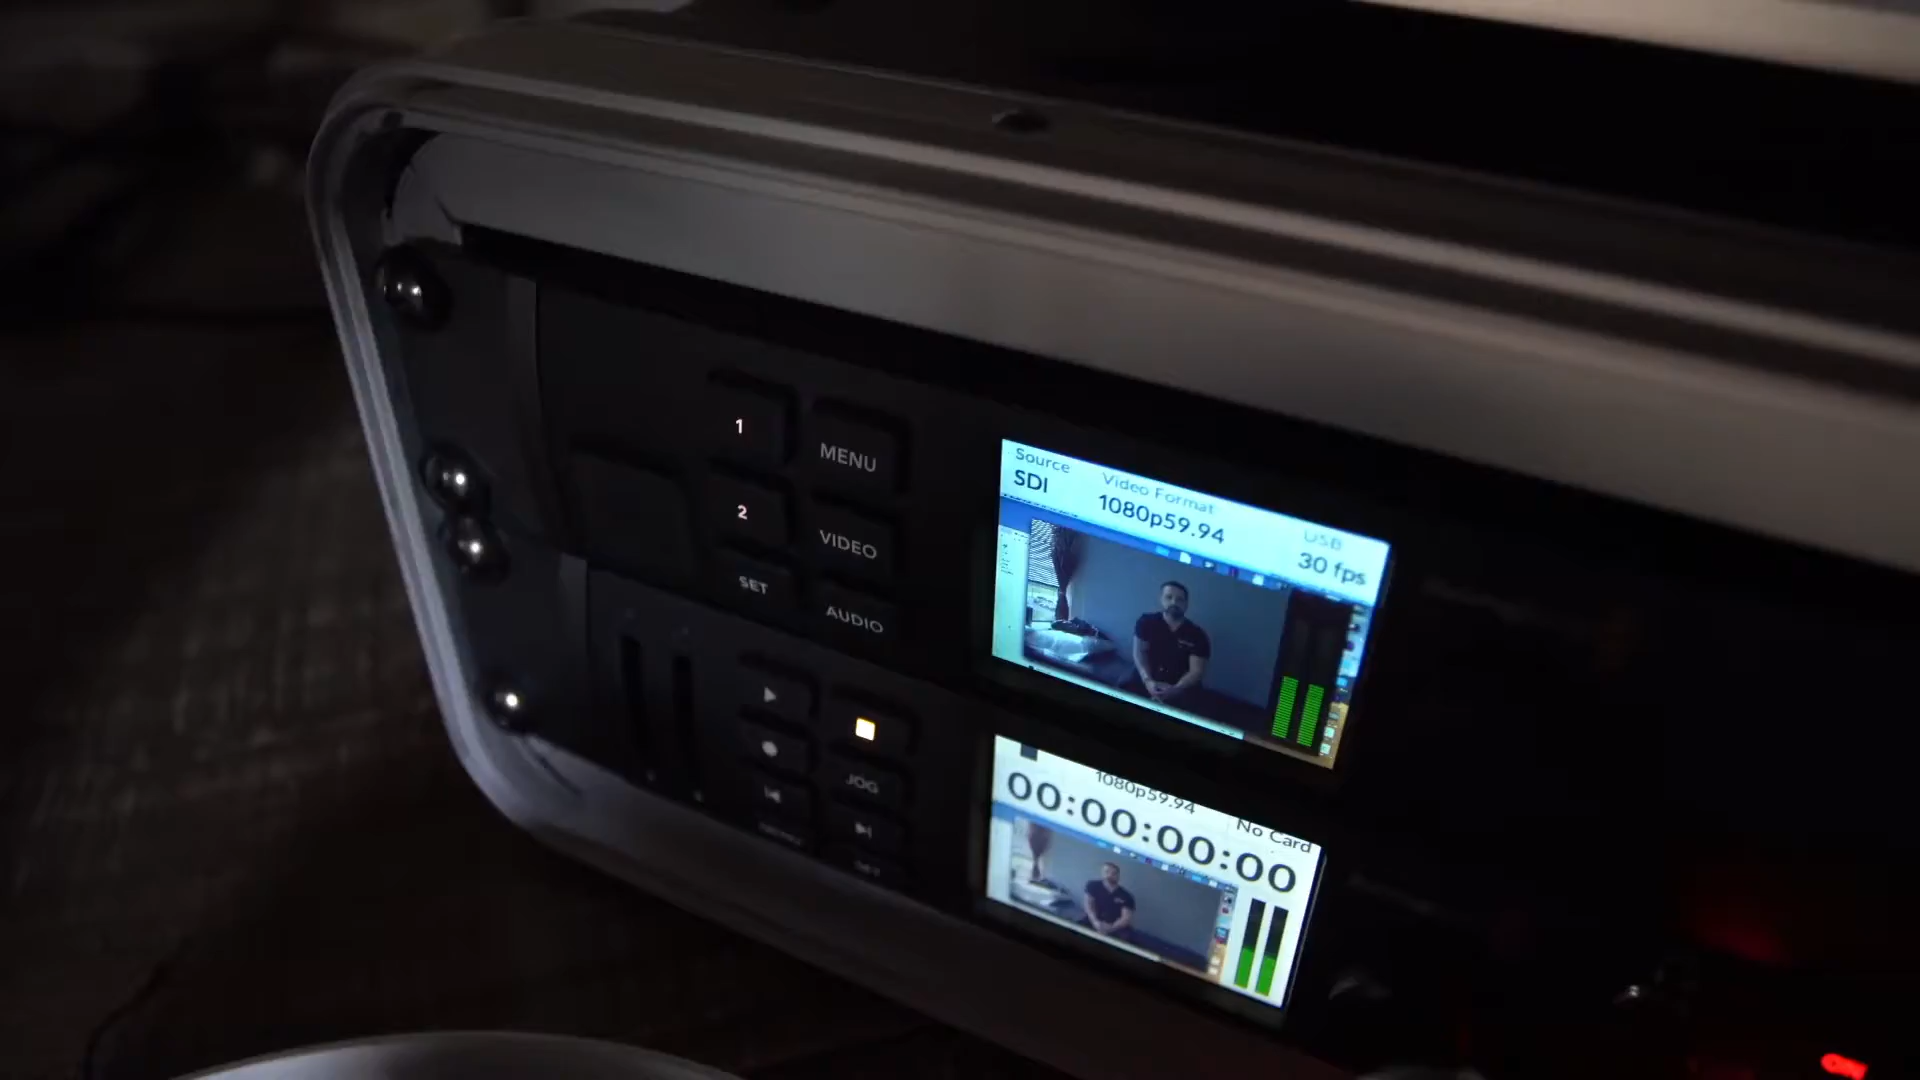 1
MENU
2
VIDEO
SET
AUDIO
JOG
Source
SDI
Video Format
1080p59.94
USB
30 fps
1080p59.94
00:00:00:00
No Card